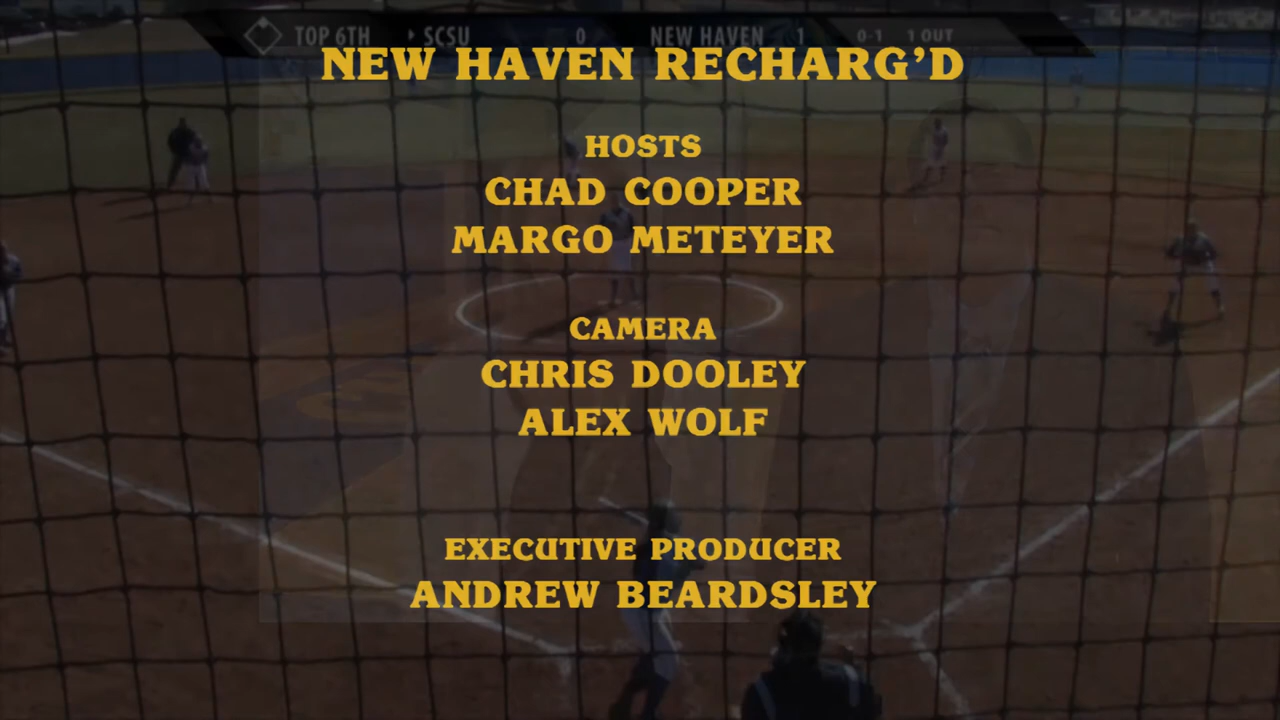 TOP 6TH SCSU 0 NEW HAVEN 1 0-1 1 OUT
NEW HAVEN RECHARG'D
HOSTS
CHAD COOPER
MARGO METEYER
CAMERA
CHRIS DOOLEY
ALEX WOLF
EXECUTIVE PRODUCER
ANDREW BEARDSLEY